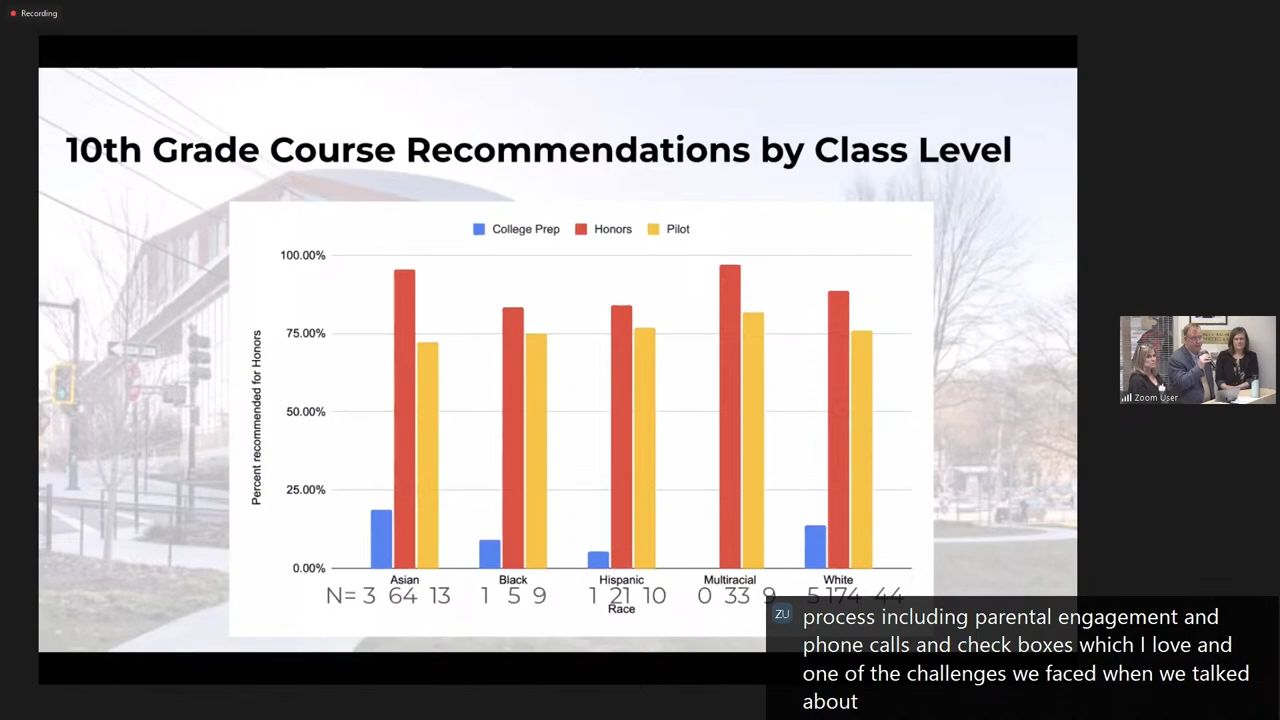 Recording
10th Grade Course Recommendations by Class Level
College Prep Honors Pilot
100.00%
75.00%
50.00%
25.00%
0.00%
Percent recommended for Honors
Asian Black Hispanic Multiracial White
N= 3 64 13 1 5 9 1 21 10 0 33 9 5 174 44
Race
Zoom User
ZU
process including parental engagement and
phone calls and check boxes which I love and
one of the challenges we faced when we talked
about